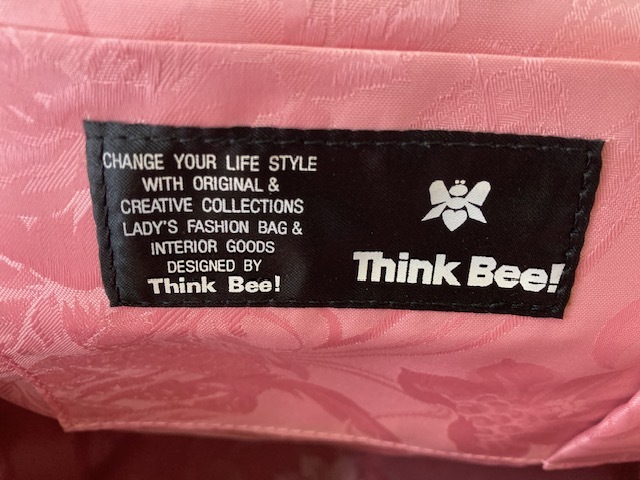 CHANGE YOUR LIFE STYLE
WITH ORIGINAL &
CREATIVE COLLECTIONS
LADY'S FASHION BAG &
INTERIOR GOODS
DESIGNED BY
Think Bee!
Think Bee!